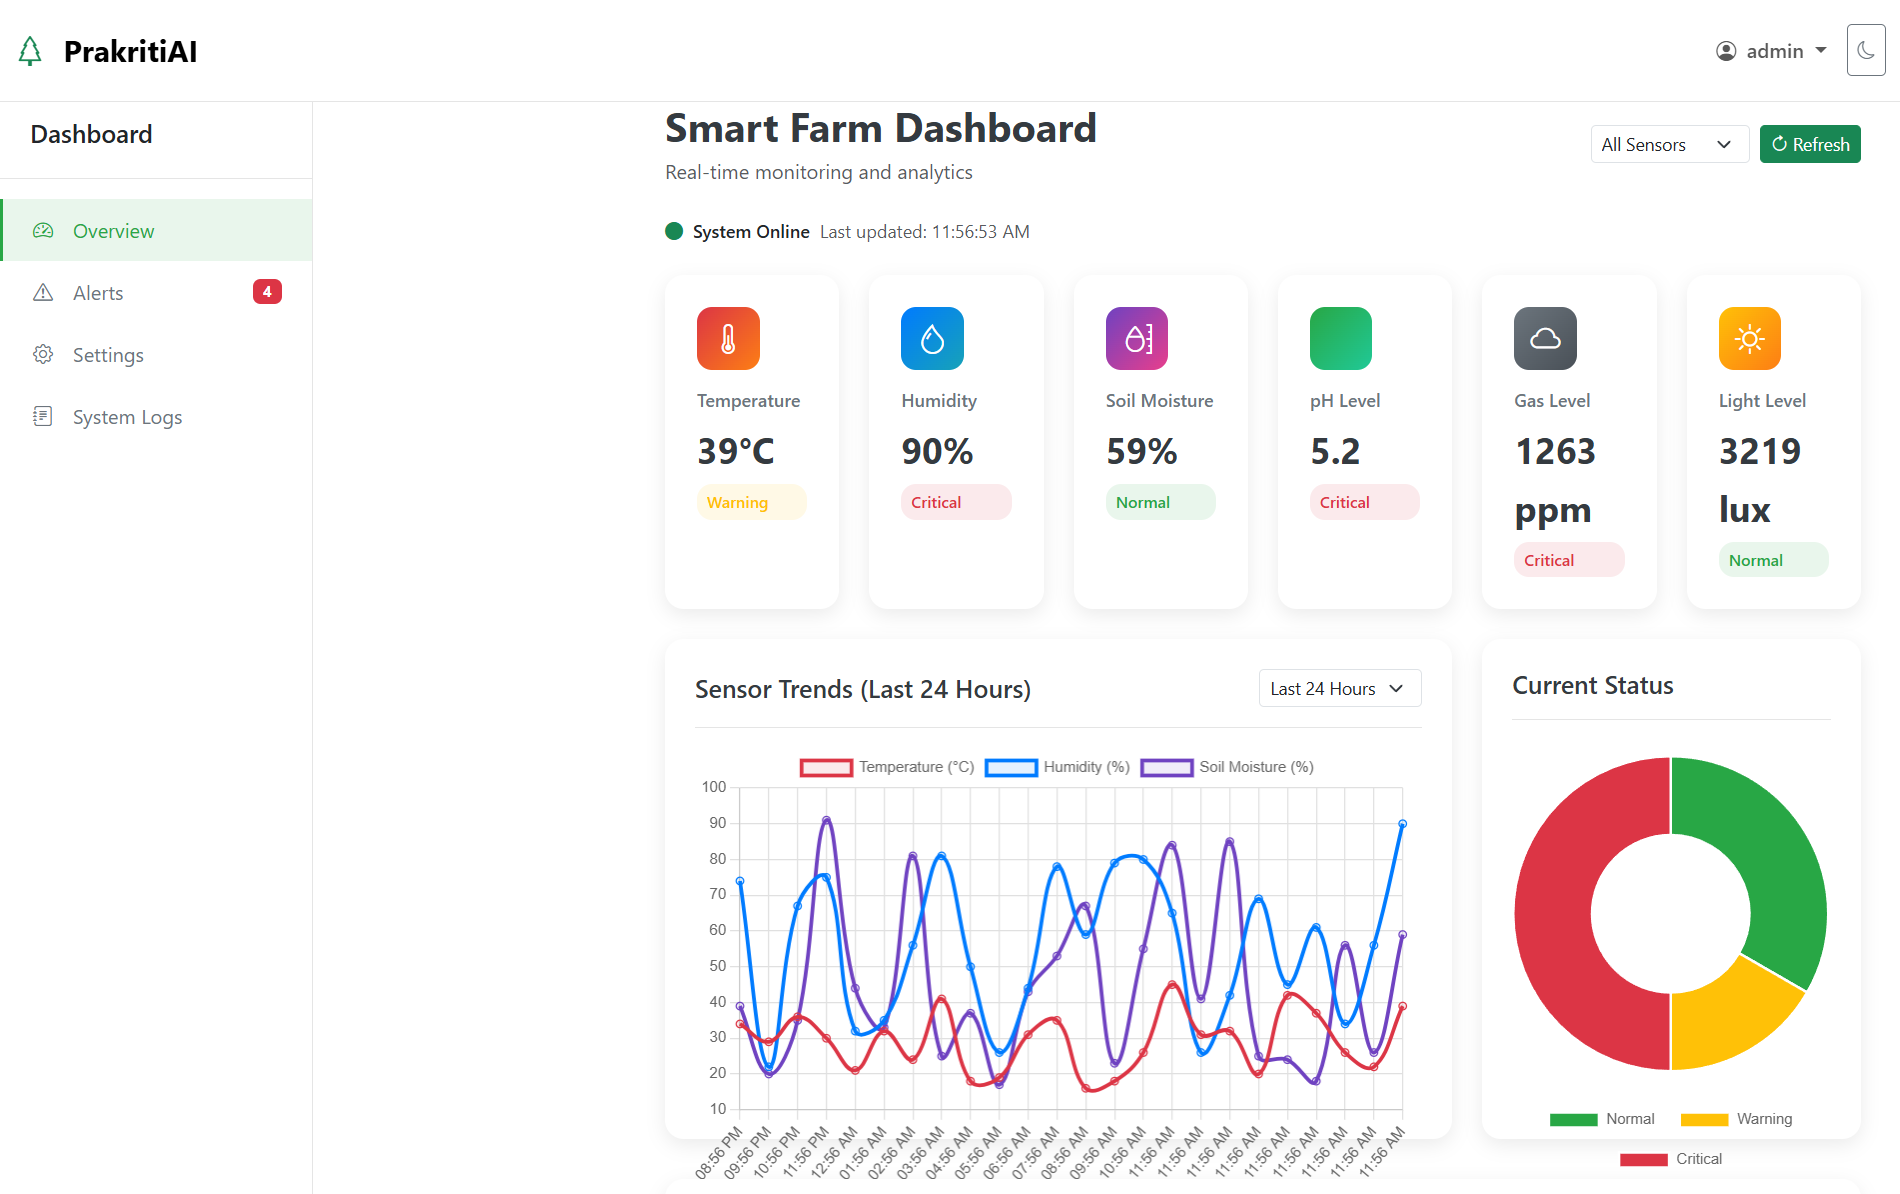 PrakritiAI
admin
Dashboard
Overview
Alerts
4
Settings
System Logs
Smart Farm Dashboard
Real-time monitoring and analytics
All Sensors
Refresh
System Online Last updated: 11:56:53 AM
Temperature
39°C
Warning
Humidity
90%
Critical
Soil Moisture
59%
Normal
pH Level
5.2
Critical
Gas Level
1263
ppm
Critical
Light Level
3219
lux
Normal
Sensor Trends (Last 24 Hours)
Last 24 Hours
Temperature (°C) Humidity (%) Soil Moisture (%)
100
90
80
70
60
50
40
30
20
10
08:56 PM
09:56 PM
10:56 PM
11:56 PM
12:56 AM
01:56 AM
02:56 AM
03:56 AM
04:56 AM
05:56 AM
06:56 AM
07:56 AM
08:56 AM
09:56 AM
10:56 AM
11:56 AM
11:56 AM
11:56 AM
11:56 AM
11:56 AM
11:56 AM
11:56 AM
11:56 AM
11:56 AM
Current Status
Normal Warning
Critical